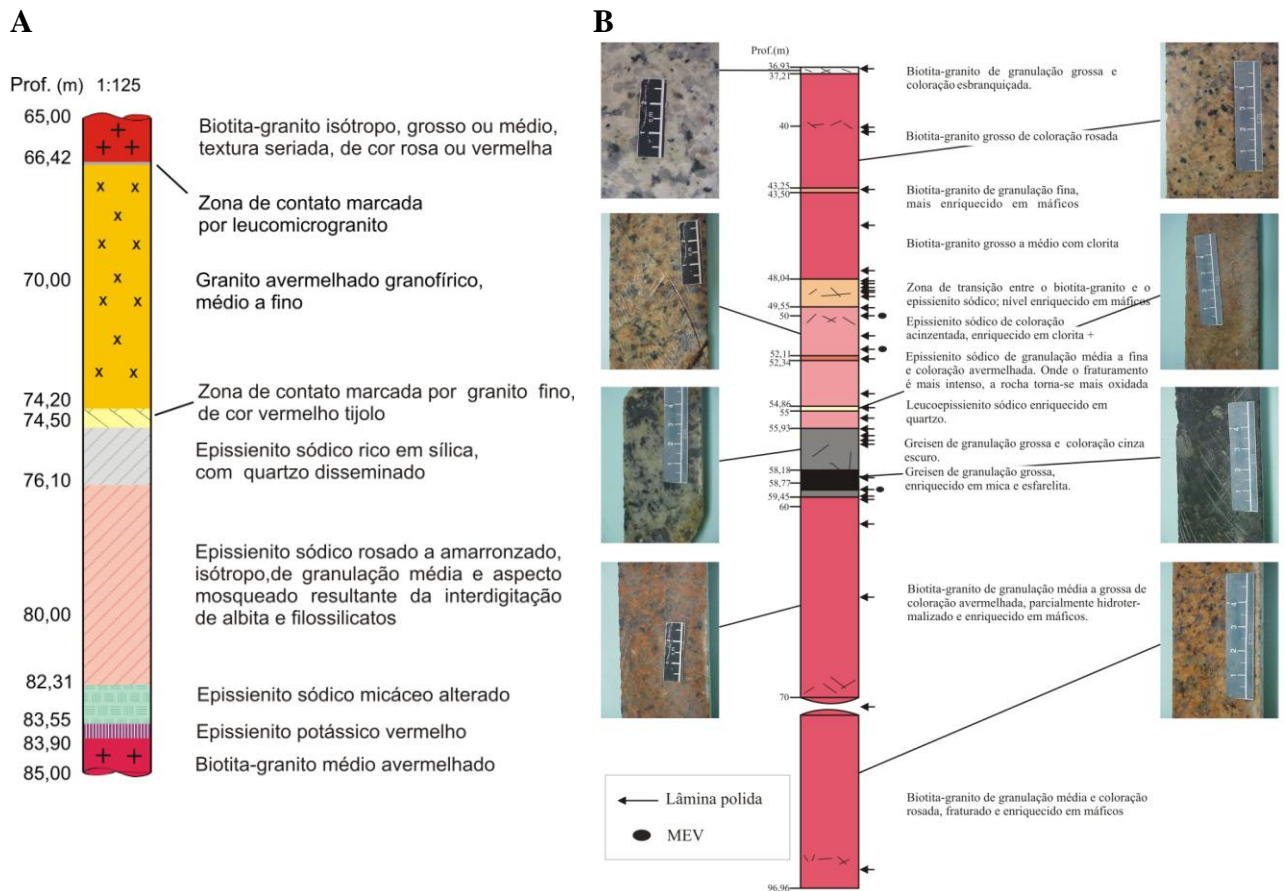 A
Prof. (m) 1:125
65,00
66,42
70,00
74,20
74,50
76,10
80,00
82,31
83,55
83,90
85,00
Biotita-granito isótropo, grosso ou médio,
textura seriada, de cor rosa ou vermelha
Zona de contato marcada
por leucomicrogranito
Granito avermelhado granofírico,
médio a fino
Zona de contato marcada por granito fino,
de cor vermelho tijolo
Epissienito sódico rico em sílica,
com quartzo disseminado
Epissienito sódico rosado a amarronzado,
isótropo,de granulação média e aspecto
mosqueado resultante da interdigitação
de albita e filossilicatos
Epissienito sódico micáceo alterado
Epissienito potássico vermelho
Biotita-granito médio avermelhado
B
Prof.(m)
36,93
37,21
40
43,25
43,50
48,04
49,55
50
52,11
52,34
54,86
55
55,93
58,18
58,77
59,45
60
70
96,96
Biotita-granito de granulação grossa e
coloração esbranquiçada.
Biotita-granito grosso de coloração rosada
Biotita-granito de granulação fina,
mais enriquecido em máficos
Biotita-granito grosso a médio com clorita
Zona de transição entre o biotita-granito e o
epissienito sódico; nível enriquecido em máficos
Epissienito sódico de coloração
acinzentada, enriquecido em clorita +
Epissienito sódico de granulação média a fina
e coloração avermelhada. Onde o fraturamento
é mais intenso, a rocha torna-se mais oxidada
Leucoepissienito sódico enriquecido em
quartzo.
Greisen de granulação grossa e coloração cinza
escuro.
Greisen de granulação grossa,
enriquecido em mica e esfarelita.
Biotita-granito de granulação média a grossa de
coloração avermelhada, parcialmente hidroter-
malizado e enriquecido em máficos.
Biotita-granito de granulação média e coloração
rosada, fraturado e enriquecido em máficos
Lâmina polida
MEV